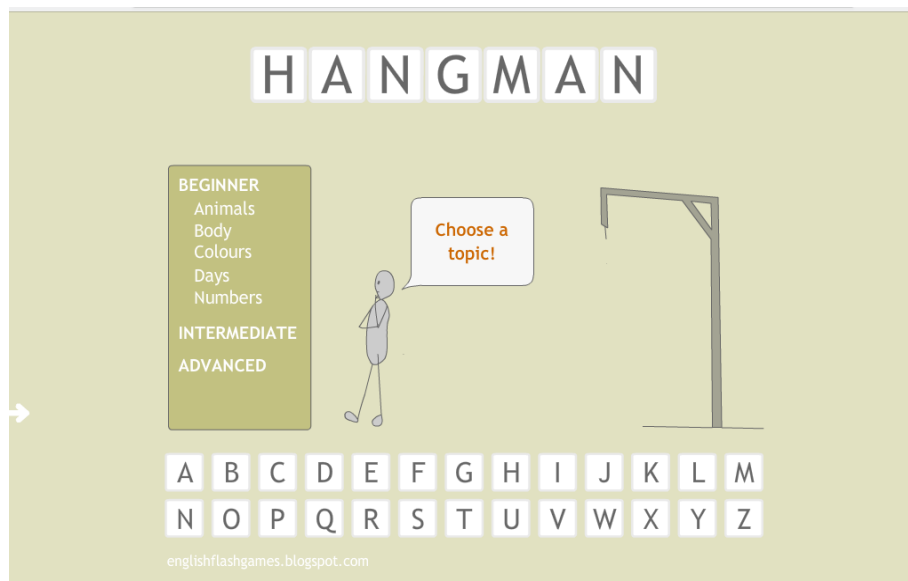 HANGMAN
BEGINNER
Animals
Body
Colours
Days
Numbers
INTERMEDIATE
ADVANCED
Choose a
topic!
A B C D E F G H I J K L M
N O P Q R S T U V W X Y Z
englishflashgames.blogspot.com